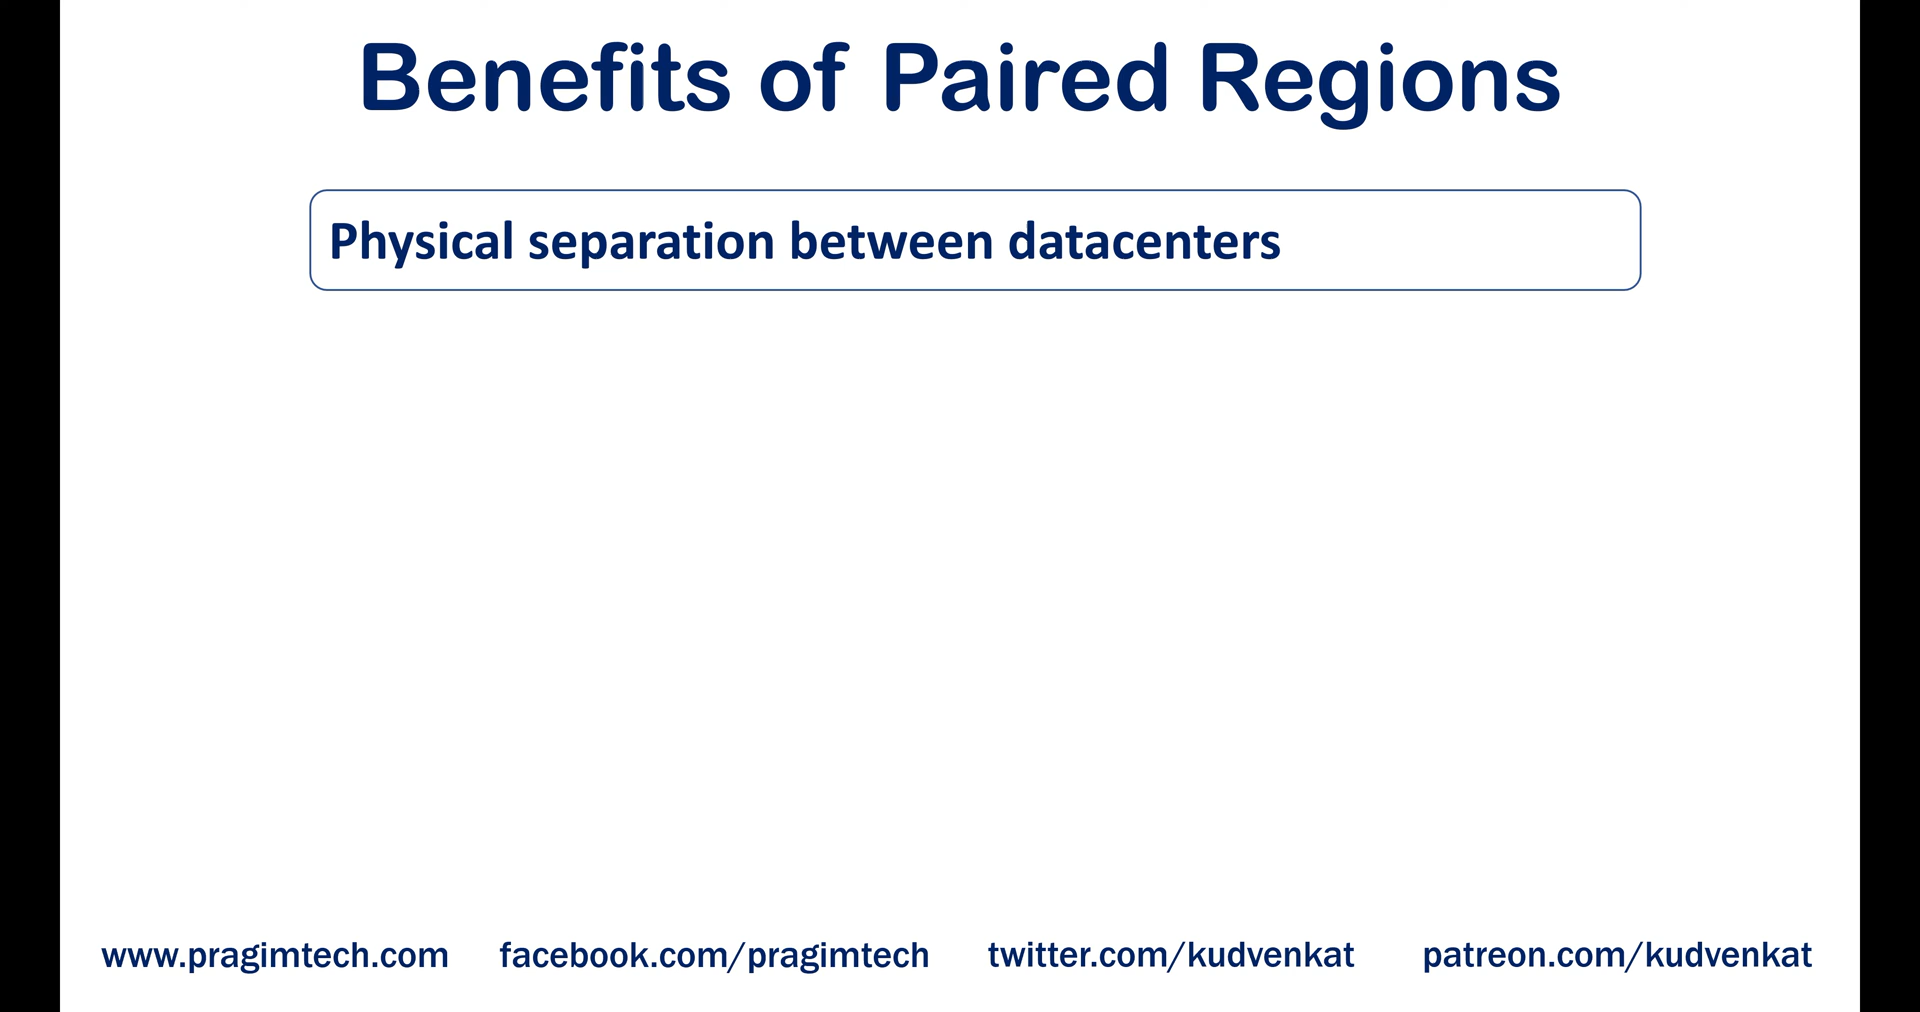 Benefits of Paired Regions
Physical separation between datacenters
www.pragimtech.com facebook.com/pragimtech twitter.com/kudvenkat patreon.com/kudvenkat